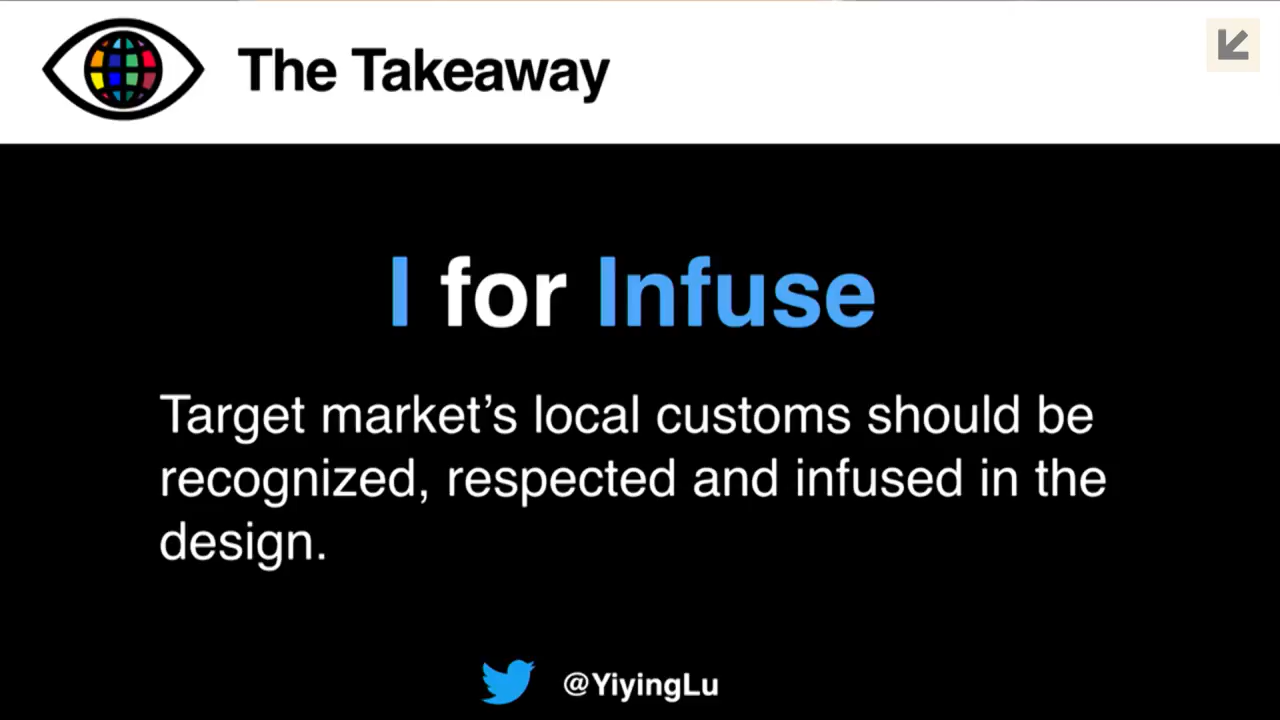 The Takeaway
I for Infuse
Target market’s local customs should be
recognized, respected and infused in the
design.
@YiyingLu